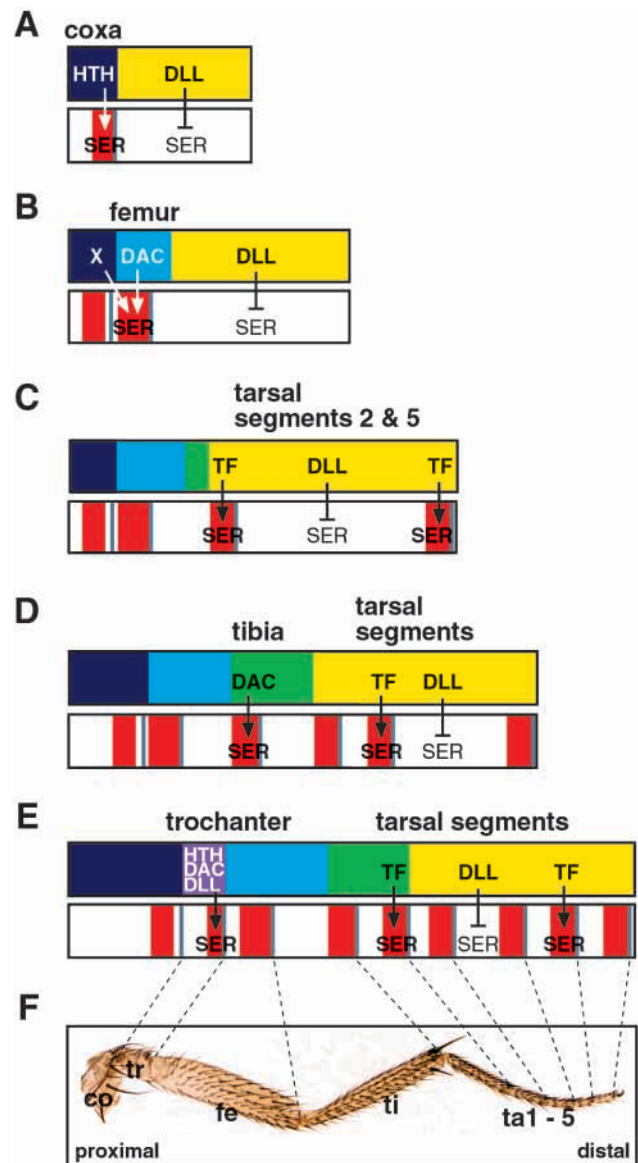 A
coxa
HTH DLL
SER SER
B
femur
X DAC DLL
SER SER
C
tarsal
segments 2 & 5
TF DLL TF
SER SER SER
D
tibia
tarsal
segments
DAC TF DLL
SER SER SER
E
trochanter tarsal segments
HTH
DAC
DLL
TF DLL TF
SER SER SER SER
F
co tr fe ti ta1 - 5
proximal distal